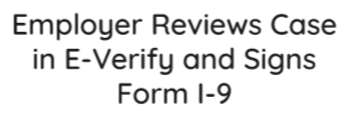 Employer Reviews Case
in E-Verify and Signs
Form I-9